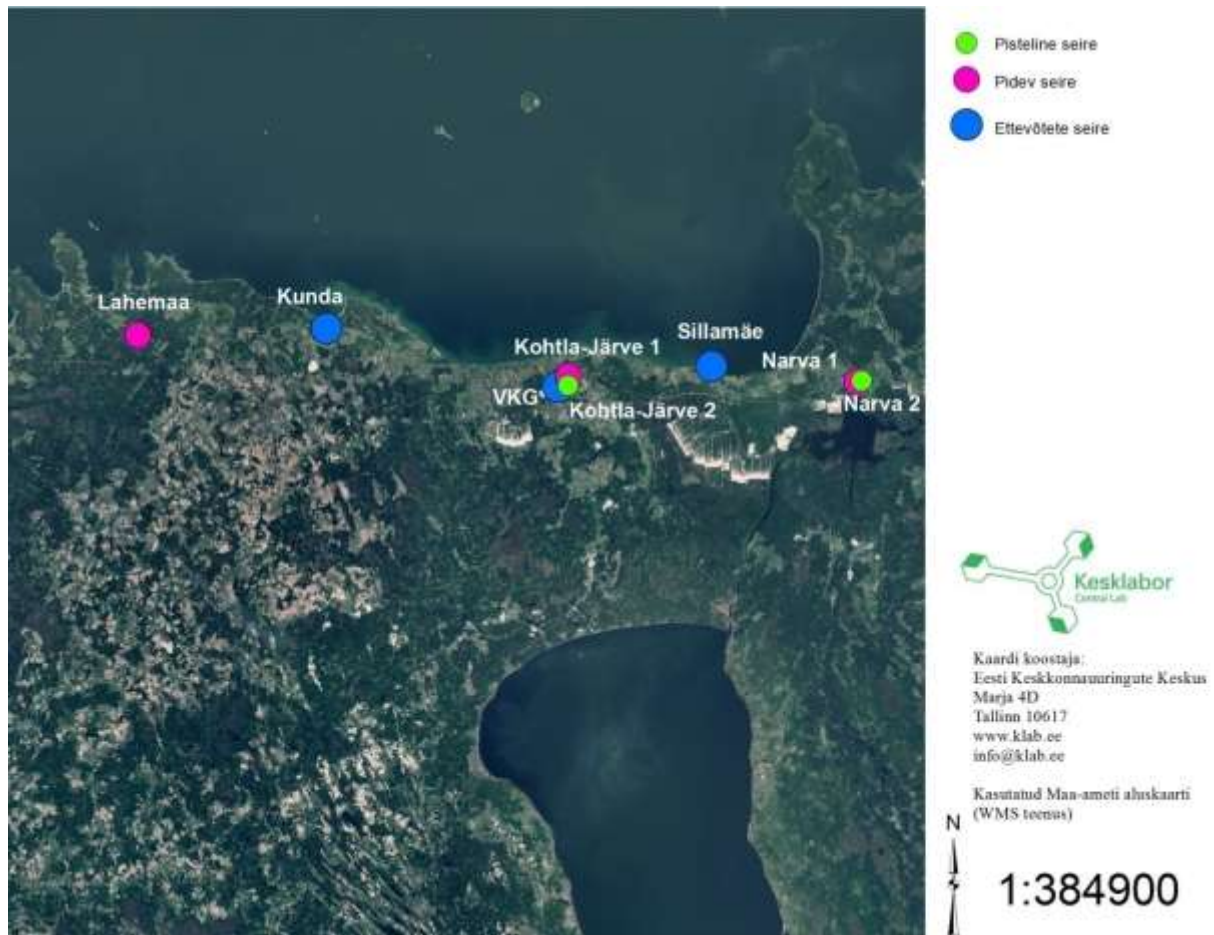 Pisteline seire
Pidev seire
Ettevõtete seire
Lahemaa
Kunda
Kohtla-Järve 1
Sillamäe
Narva 1
VKG
Kohtla-Järve 2
Narva 2
Kesklabor
Central Lab
Kaardi koostaja:
Eesti Keskkonnauuringute Keskus
Marja 4D
Tallinn 10617
www.klab.ee
info@klab.ee
Kasutatud Maa-ameti aluskaarti
(WMS teenus)
N
1:384900